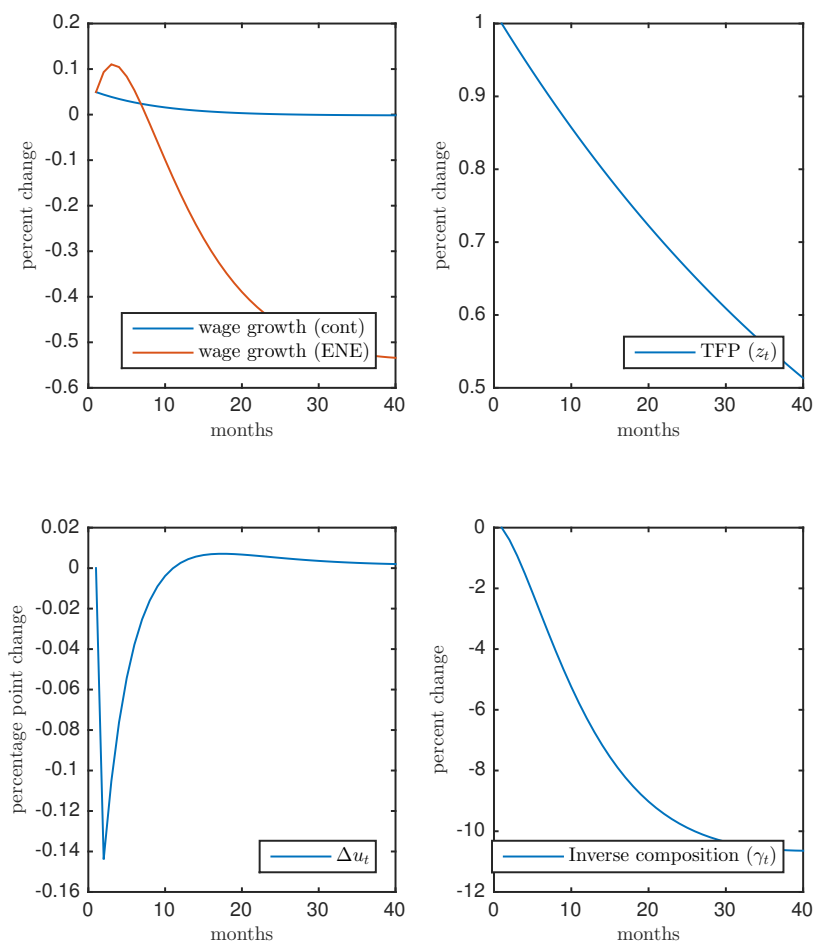 0.2
0.1
0
-0.1
-0.2
-0.3
-0.4
-0.5
-0.6
percent change
wage growth (cont)
wage growth (ENE)
0 10 20 30 40
months
1
0.9
0.8
0.7
0.6
0.5
percent change
TFP (z_t)
0 10 20 30 40
months
0.02
0
-0.02
-0.04
-0.06
-0.08
-0.1
-0.12
-0.14
-0.16
percentage point change
Δu_t
0 10 20 30 40
months
0
-2
-4
-6
-8
-10
-12
percent change
Inverse composition (γ_t)
0 10 20 30 40
months